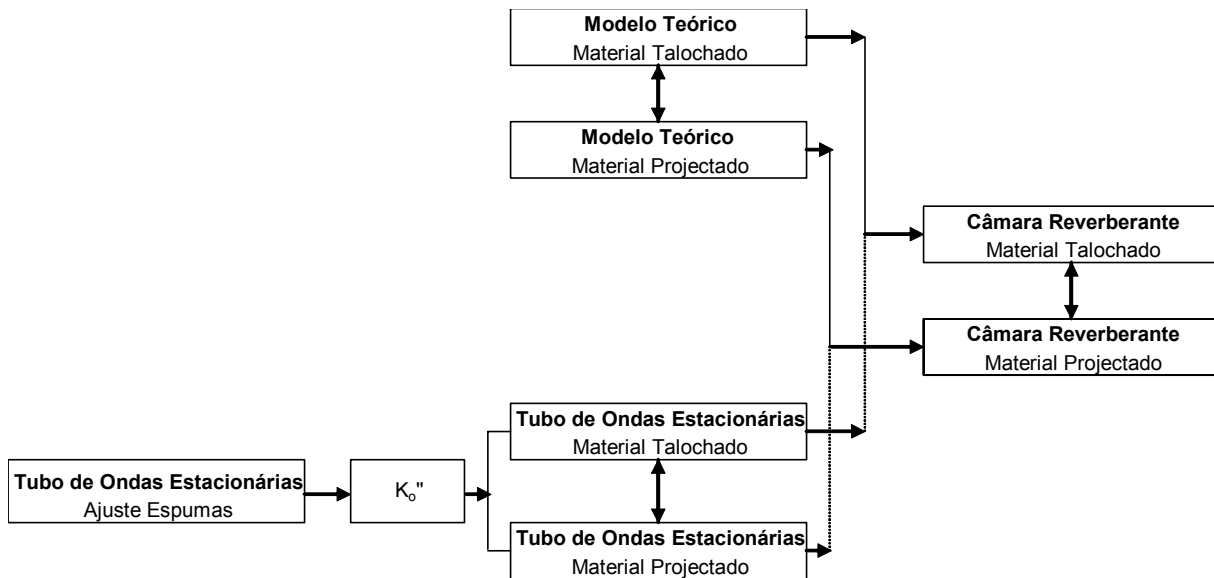 Modelo Teórico
Material Talochado
Modelo Teórico
Material Projectado
Câmara Reverberante
Material Talochado
Câmara Reverberante
Material Projectado
Tubo de Ondas Estacionárias
Material Talochado
Tubo de Ondas Estacionárias
Ajuste Espumas
Ko"
Tubo de Ondas Estacionárias
Material Projectado